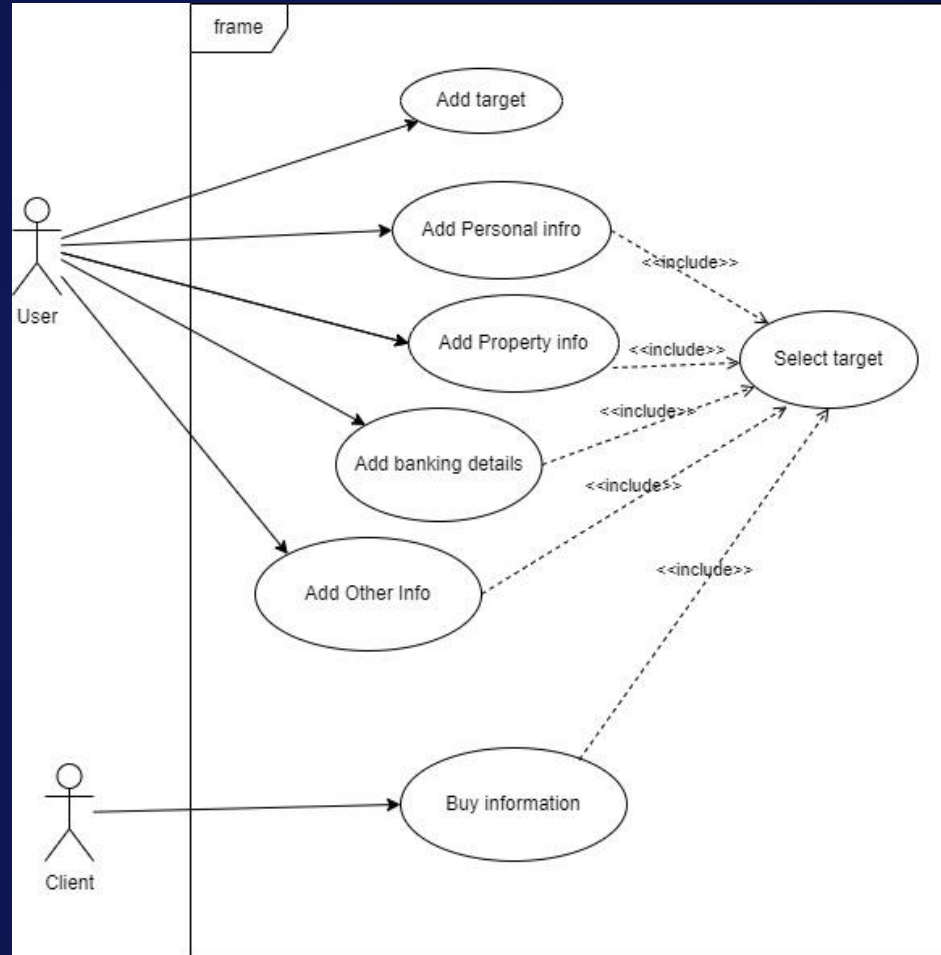 frame
Add target
Add Personal infro
<<include>>
User
Add Property info
<<include>>
Select target
<<include>>
Add banking details
<<include>>
Add Other Info
<<include>>
Buy information
Client